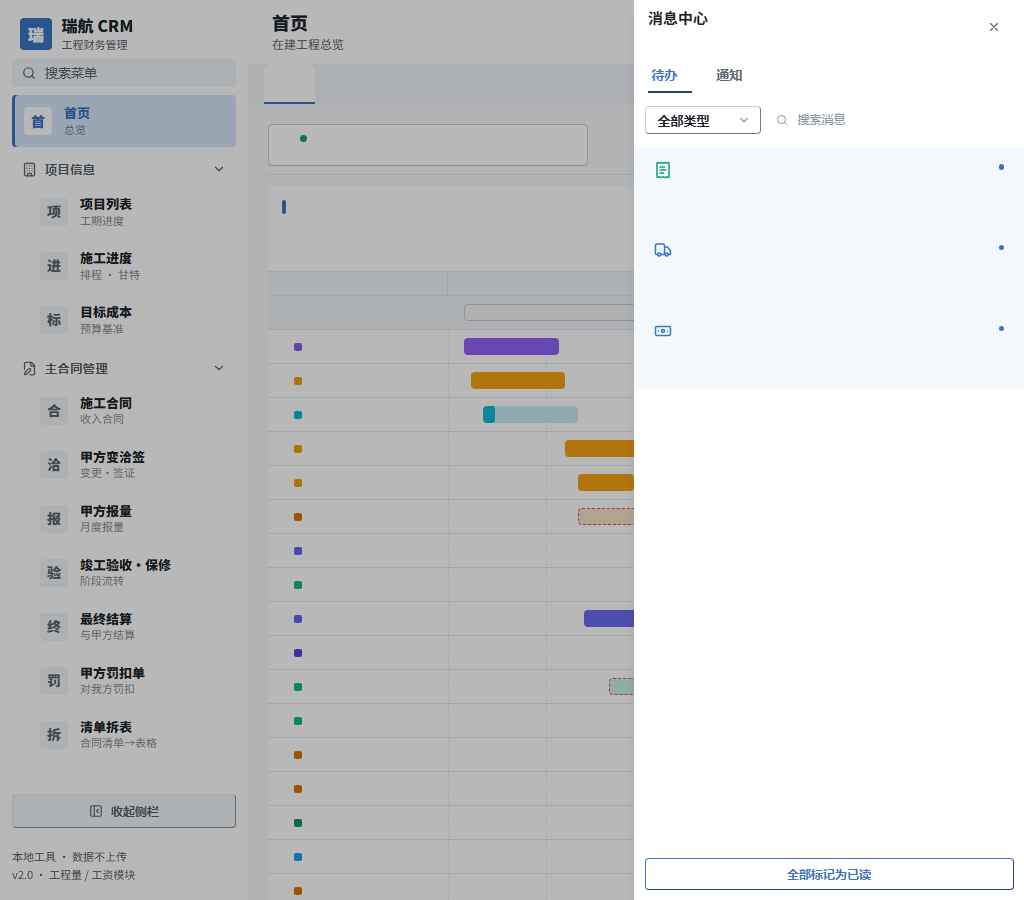 瑞
瑞航 CRM
工程财务管理
搜索菜单
首
首页
总览
项目信息
项
项目列表
工期进度
进
施工进度
排程 · 甘特
标
目标成本
预算基准
主合同管理
合
施工合同
收入合同
洽
甲方变洽签
变更·签证
报
甲方报量
月度报量
验
竣工验收·保修
阶段流转
终
最终结算
与甲方结算
罚
甲方罚扣单
对我方罚扣
拆
清单拆表
合同清单→表格
收起侧栏
本地工具 · 数据不上传
v2.0 · 工程量 / 工资模块
首页
在建工程总览
消息中心
待办
通知
全部类型
搜索消息
全部标记为已读